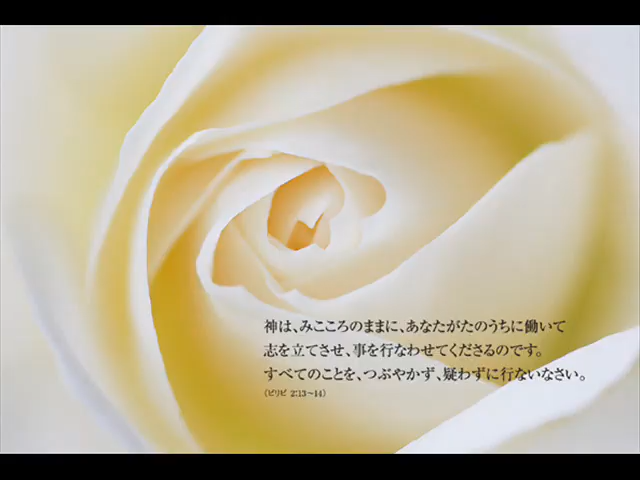 神は、みこころのままに、あなたがたのうちに働いて
志を立てさせ、事を行なわせてくださるのです。
すべてのことを、つぶやかず、疑わずに行ないなさい。
(ピリピ 2:13〜14)